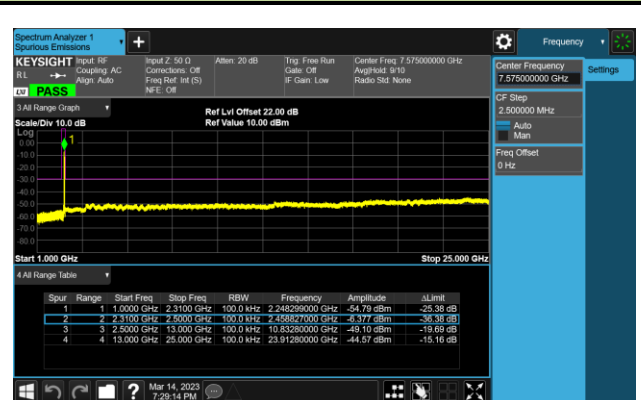 Spectrum Analyzer 1
Spurious Emissions
Frequency
KEYSIGHT
RL
Input: RF
Coupling: AC
Align: Auto
Input Z: 50 Ω
Corrections: Off
Freq Ref: Int (S)
NFE: Off
Atten: 20 dB
Trig: Free Run
Gate: Off
IF Gain: Low
Center Freq: 7.575000000 GHz
Avg|Hold: 9/10
Radio Std: None
LXI PASS
3 All Range Graph
Scale/Div 10.0 dB
Ref Lvl Offset 22.00 dB
Ref Value 10.00 dBm
Log
0.00
-10.0
-20.0
-30.0
-40.0
-50.0
-60.0
-70.0
-80.0
1
Start 1.000 GHz
Stop 25.000 GHz
4 All Range Table
Spur Range Start Freq Stop Freq RBW Frequency Amplitude ΔLimit
1 1 1.0000 GHz 2.3100 GHz 100.0 kHz 2.248299000 GHz -54.79 dBm -25.38 dB
2 2 2.3100 GHz 2.5000 GHz 100.0 kHz 2.458827000 GHz -6.377 dBm -36.38 dB
3 3 2.5000 GHz 13.000 GHz 100.0 kHz 10.83280000 GHz -49.10 dBm -19.69 dB
4 4 13.000 GHz 25.000 GHz 100.0 kHz 23.91280000 GHz -44.57 dBm -15.16 dB
Center Frequency
7.575000000 GHz
Settings
CF Step
2.500000 MHz
Auto
Man
Freq Offset
0 Hz
Mar 14, 2023
7:29:14 PM